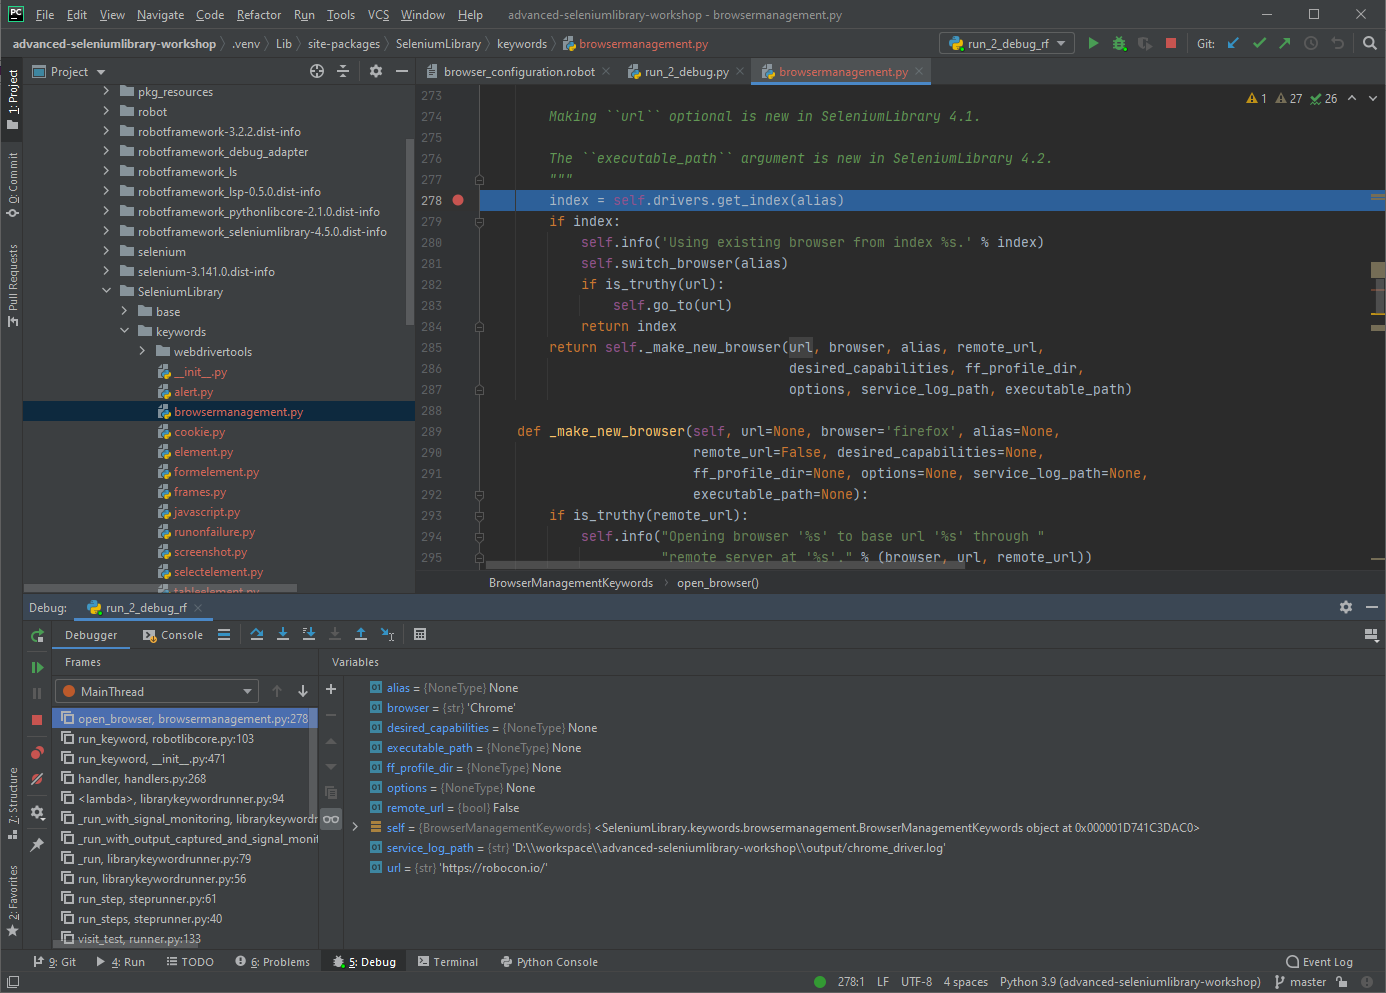 PC File Edit View Navigate Code Refactor Run Tools VCS Window Help advanced-seleniumlibrary-workshop - browsermanagement.py
advanced-seleniumlibrary-workshop .venv Lib site-packages SeleniumLibrary keywords browsermanagement.py run_2_debug_rf Git:
Project browser_configuration.robot run_2_debug.py browsermanagement.py
1: Project
0: Commit
Pull Requests
7: Structure
2: Favorites
pkg_resources
robot
robotframework-3.2.2.dist-info
robotframework_debug_adapter
robotframework_ls
robotframework_lsp-0.5.0.dist-info
robotframework_pythonlibcore-2.1.0.dist-info
robotframework_seleniumlibrary-4.5.0.dist-info
selenium
selenium-3.141.0.dist-info
SeleniumLibrary
base
keywords
webdrivertools
__init__.py
alert.py
browsermanagement.py
cookie.py
element.py
formelement.py
frames.py
javascript.py
runonfailure.py
screenshot.py
selectelement.py
tableelement.py
1 27 26
273
274 Making ``url`` optional is new in SeleniumLibrary 4.1.
275
276 The ``executable_path`` argument is new in SeleniumLibrary 4.2.
277 """
278 index = self.drivers.get_index(alias)
279 if index:
280 self.info('Using existing browser from index %s.' % index)
281 self.switch_browser(alias)
282 if is_truthy(url):
283 self.go_to(url)
284 return index
285 return self._make_new_browser(url, browser, alias, remote_url,
286 desired_capabilities, ff_profile_dir,
287 options, service_log_path, executable_path)
288
289 def _make_new_browser(self, url=None, browser='firefox', alias=None,
290 remote_url=False, desired_capabilities=None,
291 ff_profile_dir=None, options=None, service_log_path=None,
292 executable_path=None):
293 if is_truthy(remote_url):
294 self.info("Opening browser '%s' to base url '%s' through "
295 "remote server at '%s'." % (browser, url, remote_url))
BrowserManagementKeywords open_browser()
Debug: run_2_debug_rf
Debugger Console
Frames
MainThread
open_browser, browsermanagement.py:278
run_keyword, robotlibcore.py:103
run_keyword, __init__.py:471
handler, handlers.py:268
<lambda>, librarykeywordrunner.py:94
_run_with_signal_monitoring, librarykeywordr
_run_with_output_captured_and_signal_monit
_run, librarykeywordrunner.py:79
run, librarykeywordrunner.py:56
run_step, steprunner.py:61
run_steps, steprunner.py:40
visit_test, runner.py:133
Variables
alias = {NoneType} None
browser = {str} 'Chrome'
desired_capabilities = {NoneType} None
executable_path = {NoneType} None
ff_profile_dir = {NoneType} None
options = {NoneType} None
remote_url = {bool} False
self = {BrowserManagementKeywords} <SeleniumLibrary.keywords.browsermanagement.BrowserManagementKeywords object at 0x000001D741C3DAC0>
service_log_path = {str} 'D:\\workspace\\advanced-seleniumlibrary-workshop\\output/chrome_driver.log'
url = {str} 'https://robocon.io/'
9: Git 4: Run TODO 6: Problems 5: Debug Terminal Python Console Event Log
278:1 LF UTF-8 4 spaces Python 3.9 (advanced-seleniumlibrary-workshop) master